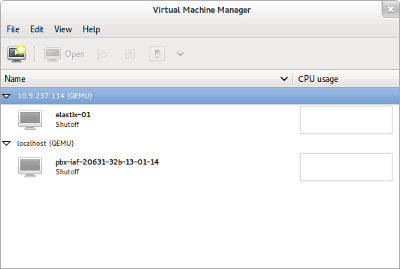 Virtual Machine Manager
File Edit View Help
Open
Name CPU usage
10.9.237.114 (QEMU)
elastix-01
Shutoff
localhost (QEMU)
pbx-iaf-20631-32b-13-01-14
Shutoff